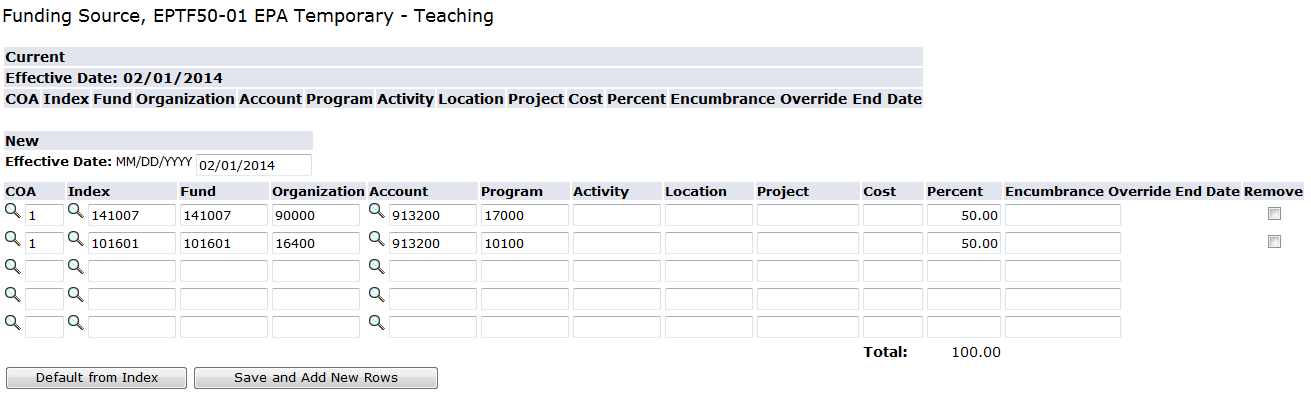 Funding Source, EPTF50-01 EPA Temporary - Teaching
Current
Effective Date: 02/01/2014
COA Index Fund Organization Account Program Activity Location Project Cost Percent Encumbrance Override End Date
New
Effective Date: MM/DD/YYYY 02/01/2014
COA Index Fund Organization Account Program Activity Location Project Cost Percent Encumbrance Override End Date Remove
1 141007 141007 90000 913200 17000 50.00
1 101601 101601 16400 913200 10100 50.00
Total: 100.00
Default from Index Save and Add New Rows